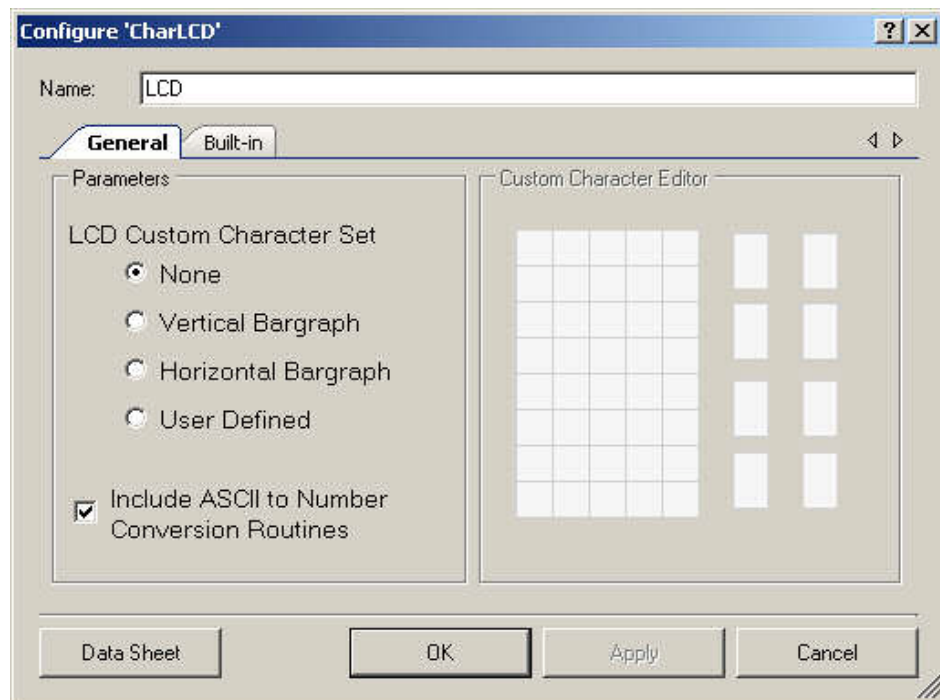 Configure 'CharLCD'
Name: LCD
General Built-in
Parameters
LCD Custom Character Set
None
Vertical Bargraph
Horizontal Bargraph
User Defined
Include ASCII to Number
Conversion Routines
Custom Character Editor
Data Sheet OK Apply Cancel